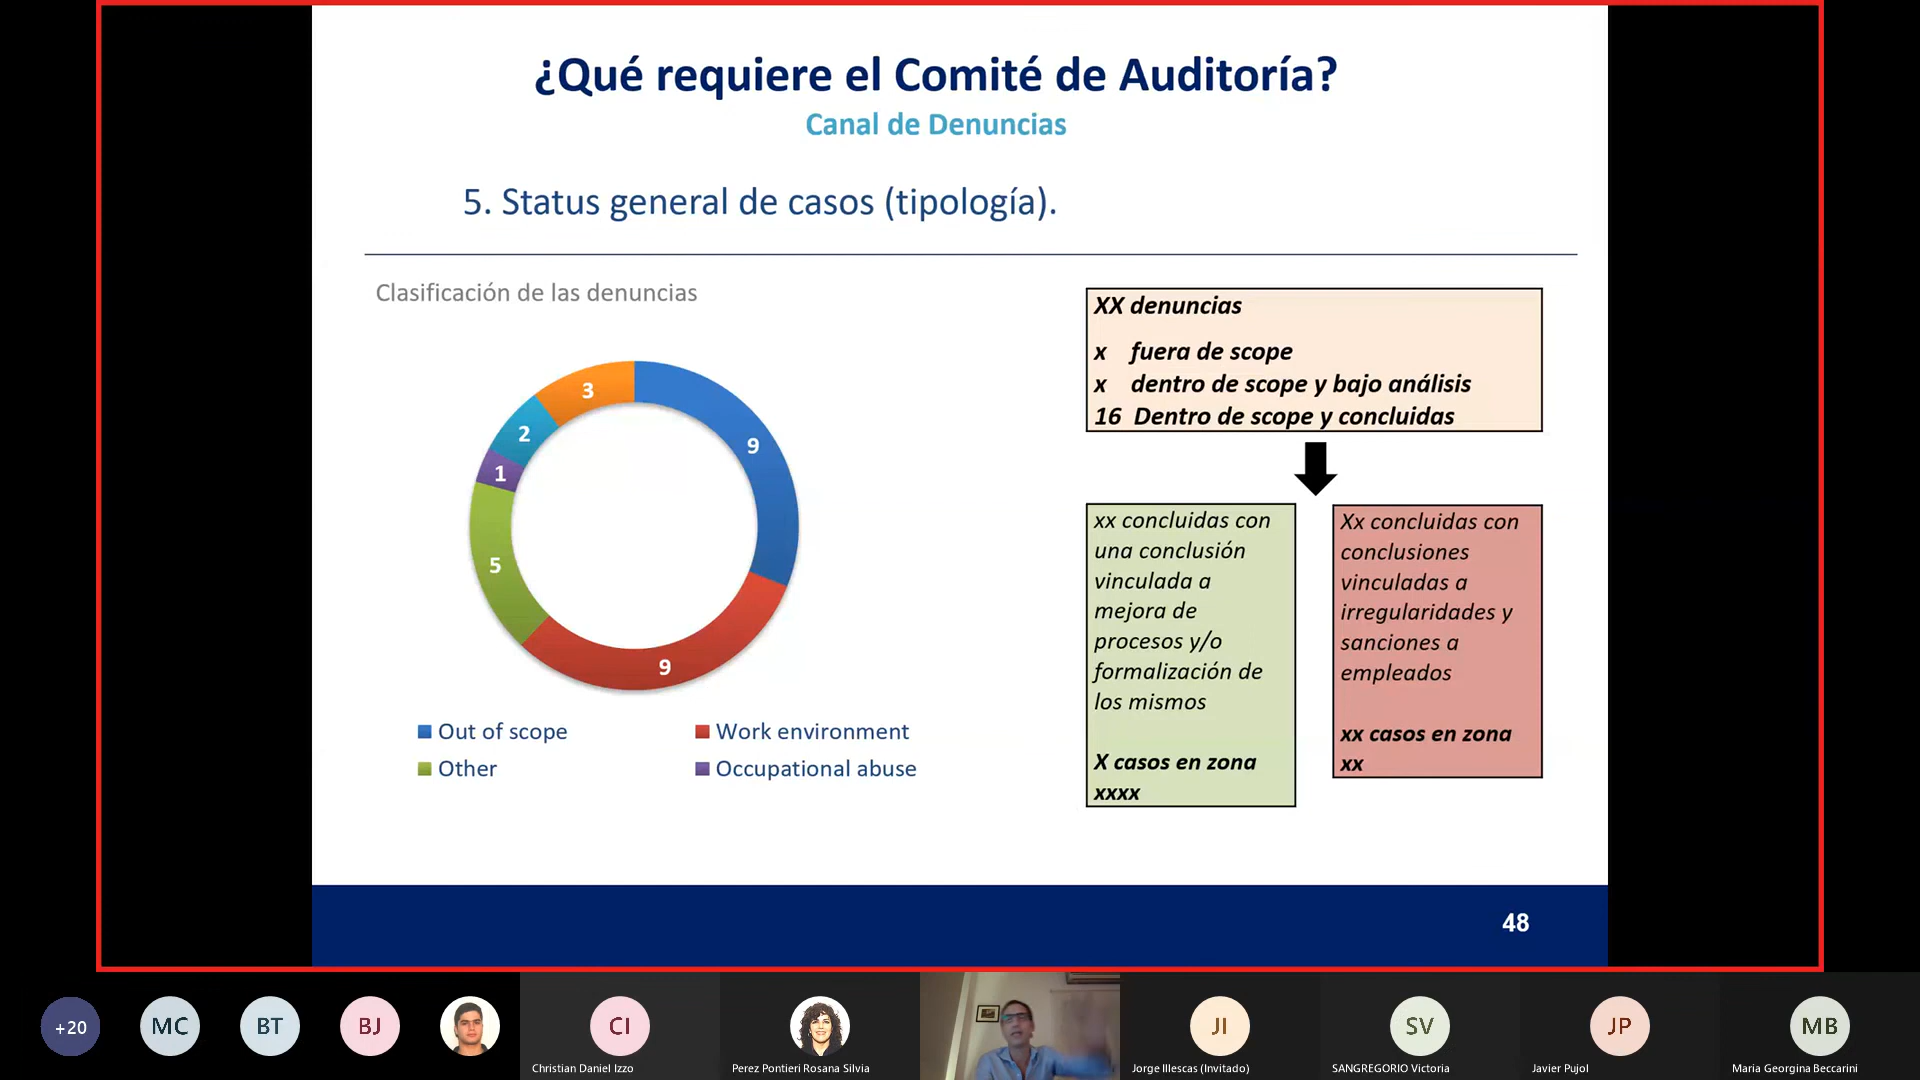 ¿Qué requiere el Comité de Auditoría?
Canal de Denuncias
5. Status general de casos (tipología).
Clasificación de las denuncias
3
9
2
1
5
9
Out of scope
Work environment
Other
Occupational abuse
XX denuncias
x fuera de scope
x dentro de scope y bajo análisis
16 Dentro de scope y concluidas
xx concluidas con
una conclusión
vinculada a
mejora de
procesos y/o
formalización de
los mismos
X casos en zona
xxxx
Xx concluidas con
conclusiones
vinculadas a
irregularidades y
sanciones a
empleados
xx casos en zona
xx
48
+20
MC
BT
BJ
CI
Christian Daniel Izzo
Perez Pontieri Rosana Silvia
JI
Jorge Illescas (Invitado)
SV
SANGREGORIO Victoria
JP
Javier Pujol
MB
Maria Georgina Beccarini